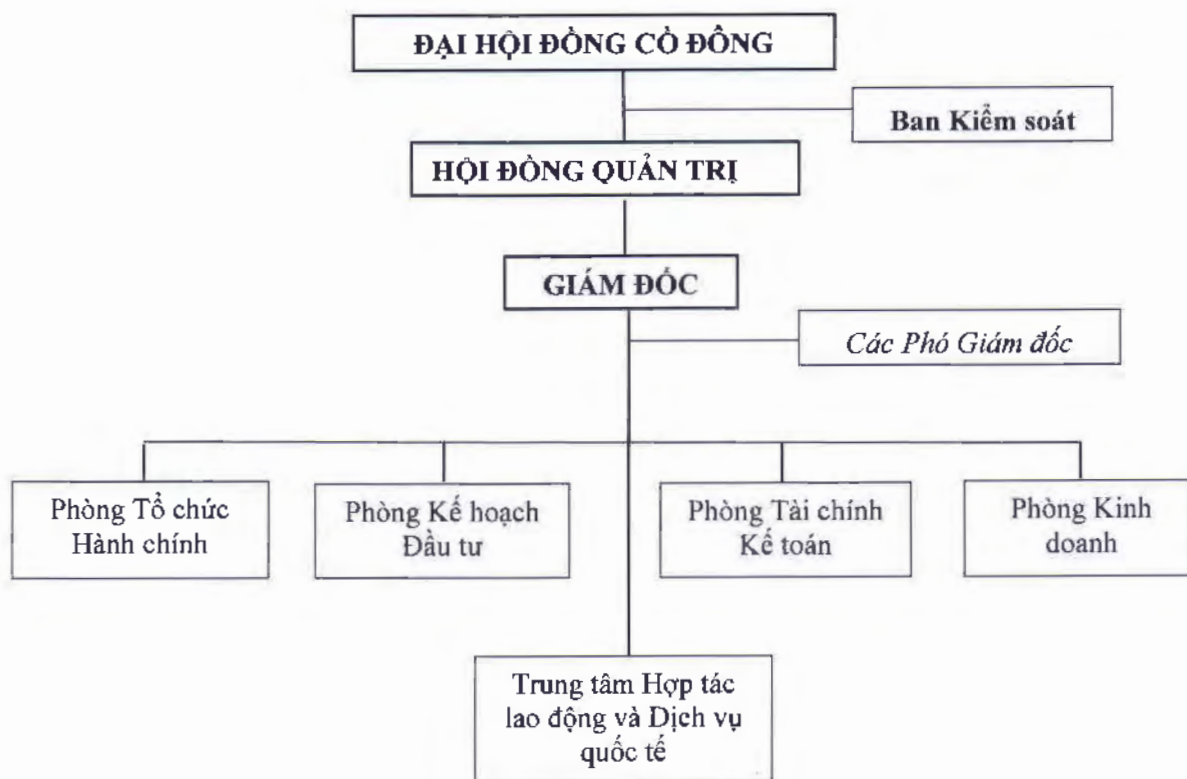 ĐẠI HỘI ĐỒNG CỔ ĐÔNG
Ban Kiểm soát
HỘI ĐỒNG QUẢN TRỊ
GIÁM ĐỐC
Các Phó Giám đốc
Phòng Tổ chức
Hành chính
Phòng Kế hoạch
Đầu tư
Phòng Tài chính
Kế toán
Phòng Kinh
doanh
Trung tâm Hợp tác
lao động và Dịch vụ
quốc tế